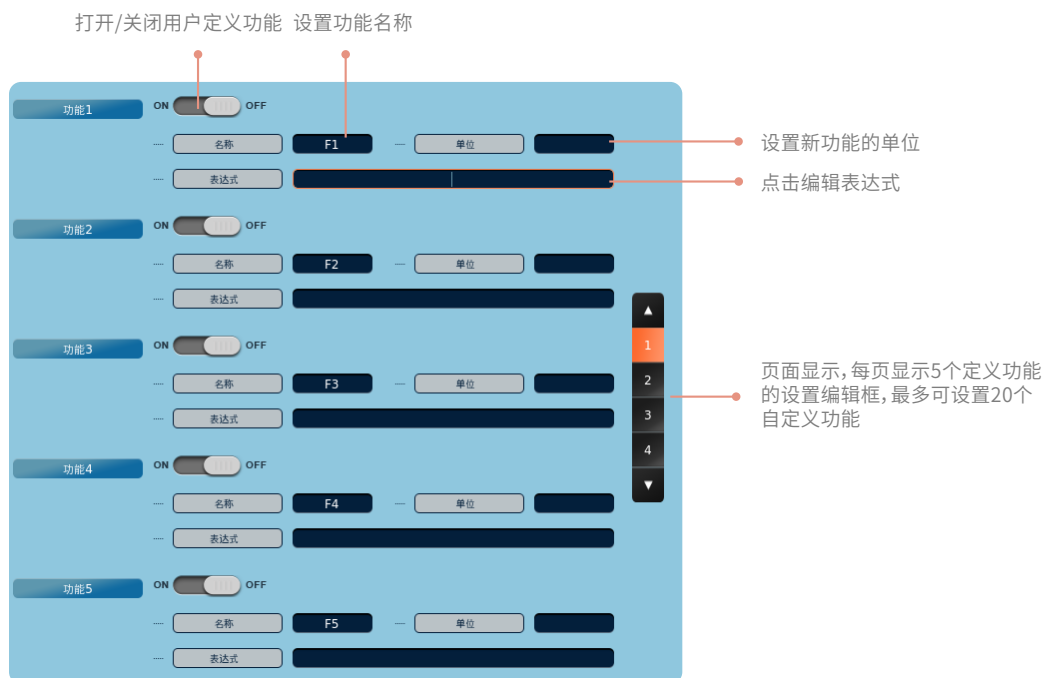 打开/关闭用户定义功能 设置功能名称
功能1 ON OFF
名称 F1 单位
设置新功能的单位
表达式
点击编辑表达式
功能2 ON OFF
名称 F2 单位
表达式
功能3 ON OFF
名称 F3 单位
表达式
▲
1
2
3
4
▼
页面显示,每页显示5个定义功能
的设置编辑框,最多可设置20个
自定义功能
功能4 ON OFF
名称 F4 单位
表达式
功能5 ON OFF
名称 F5 单位
表达式